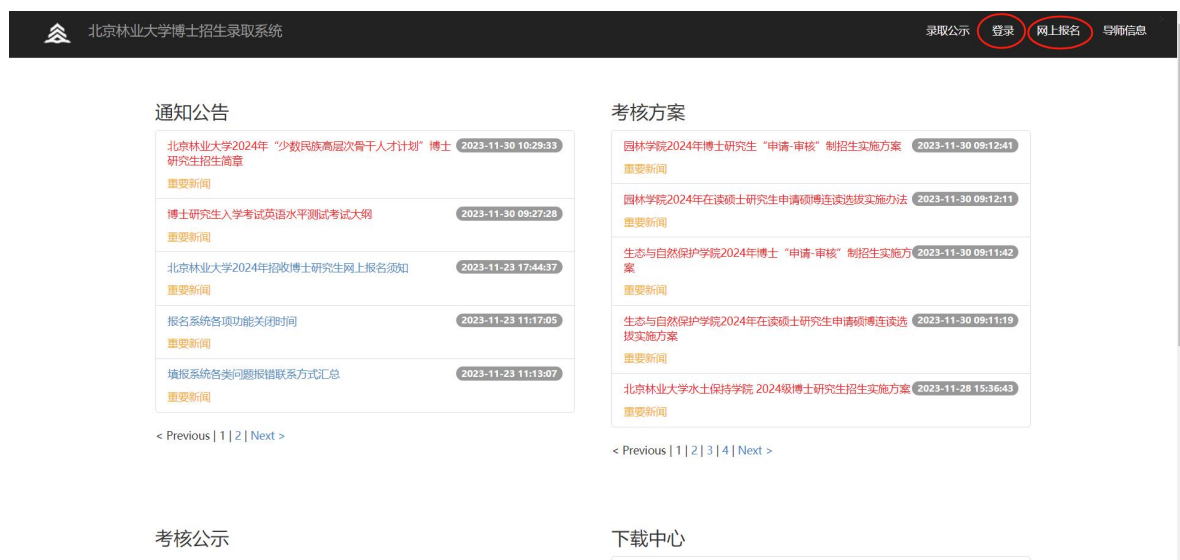 北京林业大学博士招生录取系统
录取公示 登录 网上报名 导师信息
通知公告
北京林业大学2024年“少数民族高层次骨干人才计划”博士 2023-11-30 10:29:33
研究生招生简章
重要新闻
博士研究生入学考试英语水平测试考试大纲 2023-11-30 09:27:28
重要新闻
北京林业大学2024年招收博士研究生网上报名须知 2023-11-23 17:44:37
重要新闻
报名系统各项功能关闭时间 2023-11-23 11:17:05
重要新闻
填报系统各类问题报错联系方式汇总 2023-11-23 11:13:07
重要新闻
< Previous | 1 | 2 | Next >
考核方案
园林学院2024年博士研究生“申请-审核”制招生实施方案 2023-11-30 09:12:41
重要新闻
园林学院2024年在读硕士研究生申请硕博连读选拔实施办法 2023-11-30 09:12:11
重要新闻
生态与自然保护学院2024年博士“申请-审核”制招生实施方 2023-11-30 09:11:42
案
重要新闻
生态与自然保护学院2024年在读硕士研究生申请硕博连读选 2023-11-30 09:11:19
拔实施方案
重要新闻
北京林业大学水土保持学院 2024级博士研究生招生实施方案 2023-11-28 15:36:43
重要新闻
< Previous | 1 | 2 | 3 | 4 | Next >
考核公示
下载中心